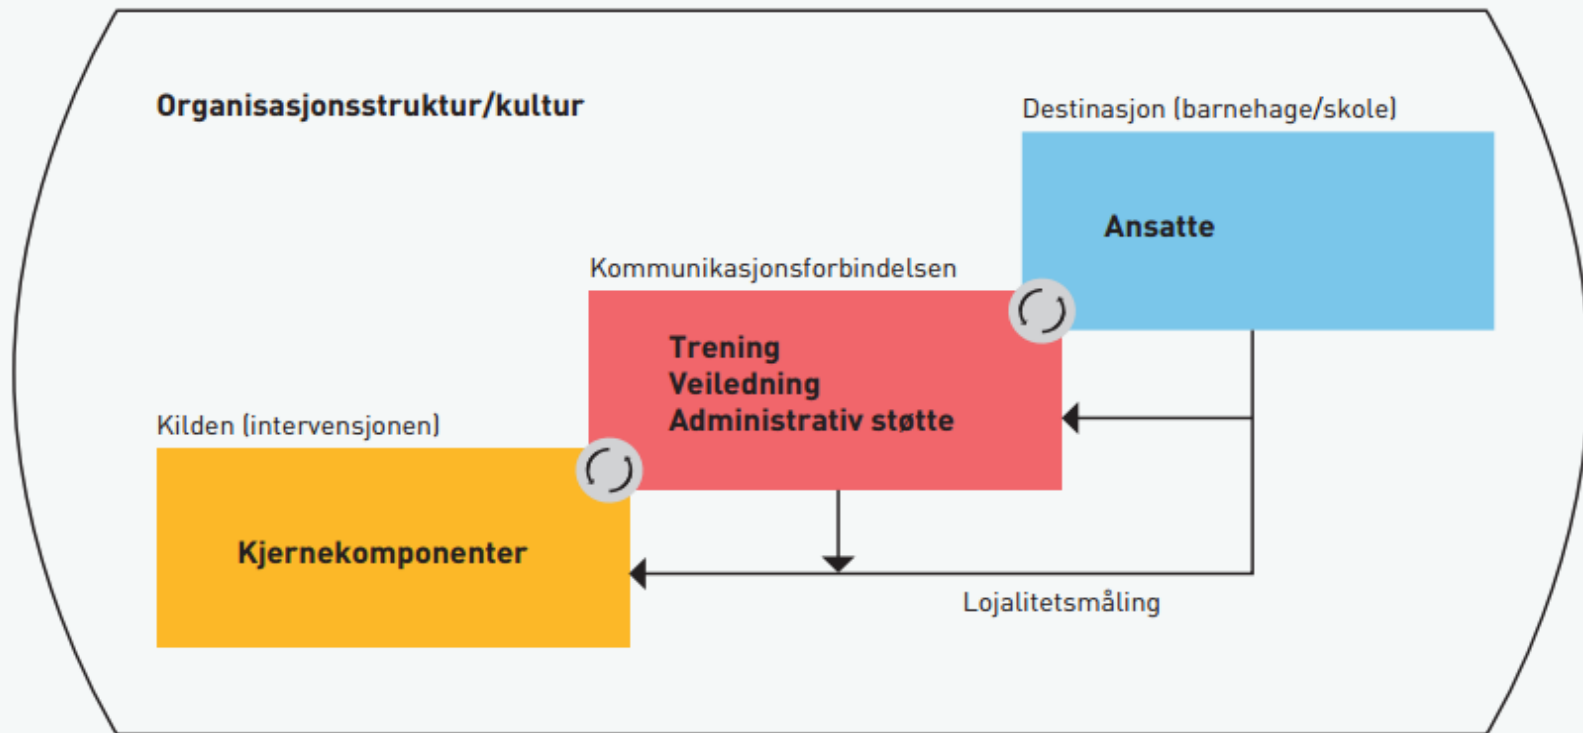 Organisasjonsstruktur/kultur
Destinasjon (barnehage/skole)
Ansatte
Kommunikasjonsforbindelsen
Trening
Veiledning
Administrativ støtte
Kilden (intervensjonen)
Kjernekomponenter
Lojalitetsmåling